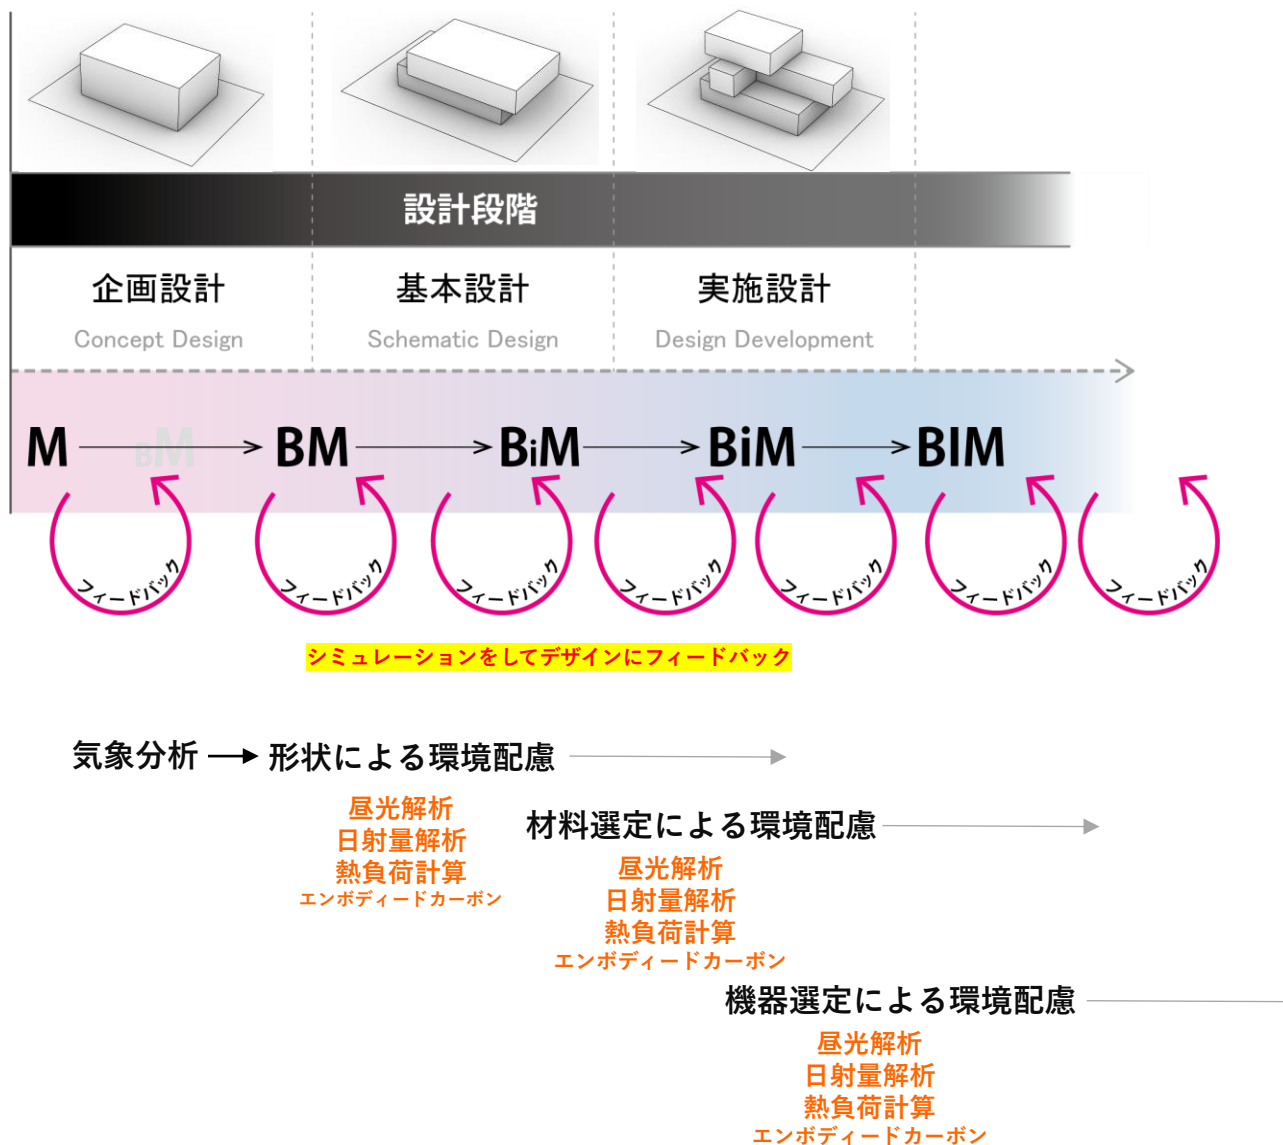 設計段階
企画設計
基本設計
実施設計
Concept Design
Schematic Design
Design Development
M
BM
BM
BiM
BiM
BIM
フィードバック
フィードバック
フィードバック
フィードバック
フィードバック
フィードバック
フィードバック
シミュレーションをしてデザインにフィードバック
気象分析
形状による環境配慮
昼光解析
日射量解析
熱負荷計算
エンボディードカーボン
材料選定による環境配慮
昼光解析
日射量解析
熱負荷計算
エンボディードカーボン
機器選定による環境配慮
昼光解析
日射量解析
熱負荷計算
エンボディードカーボン